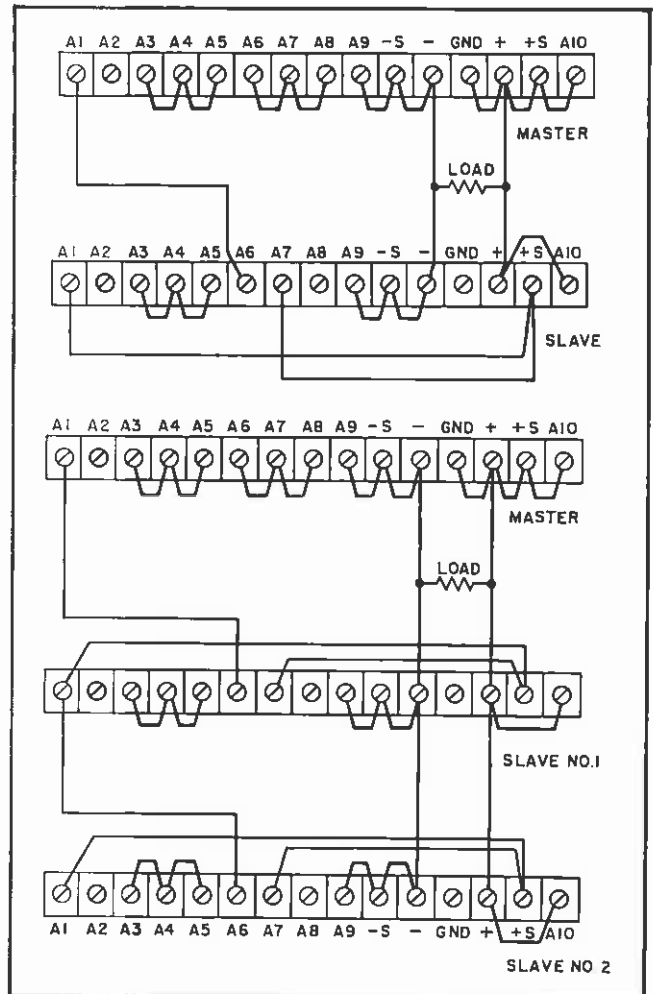 A1 A2 A3 A4 A5 A6 A7 A8 A9 -S - GND + +S A10
MASTER
LOAD
A1 A2 A3 A4 A5 A6 A7 A8 A9 -S - GND + +S A10
SLAVE
A1 A2 A3 A4 A5 A6 A7 A8 A9 -S - GND + +S A10
MASTER
LOAD
SLAVE NO.1
A1 A2 A3 A4 A5 A6 A7 A8 A9 -S - GND + +S A10
SLAVE NO 2